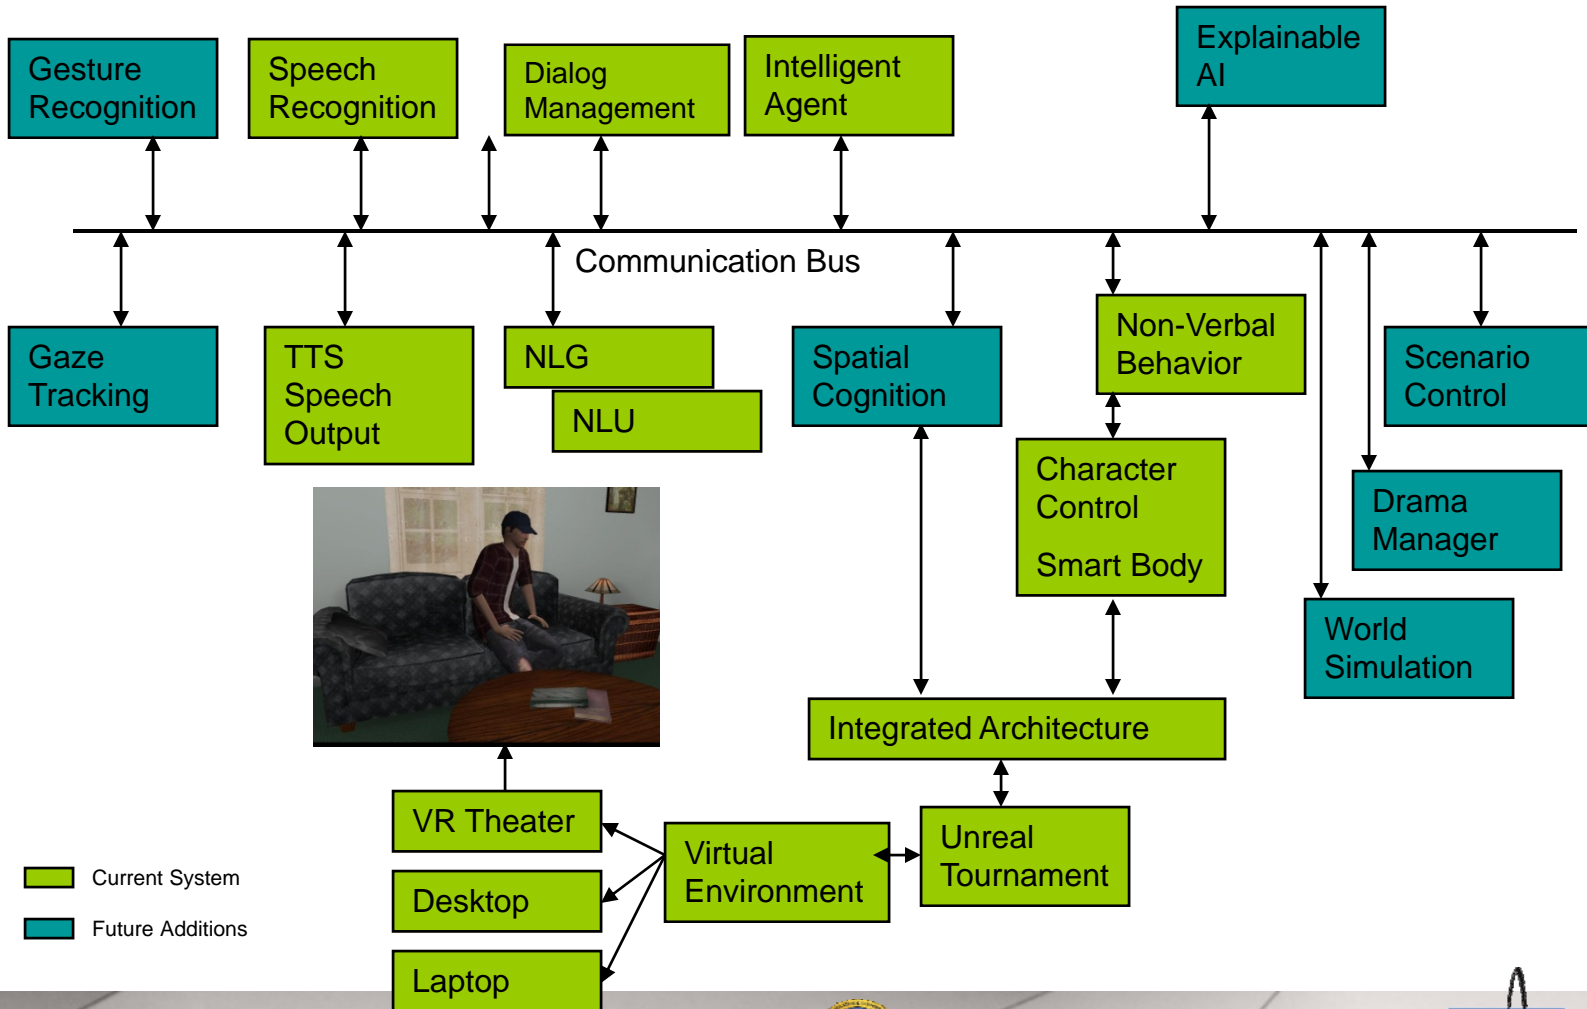 Gesture
Recognition
Speech
Recognition
Dialog
Management
Intelligent
Agent
Explainable
AI
Communication Bus
Gaze
Tracking
TTS
Speech
Output
NLG
NLU
Spatial
Cognition
Non-Verbal
Behavior
Scenario
Control
Character
Control
Smart Body
Drama
Manager
World
Simulation
Integrated Architecture
VR Theater
Virtual
Environment
Unreal
Tournament
Desktop
Laptop
Current System
Future Additions